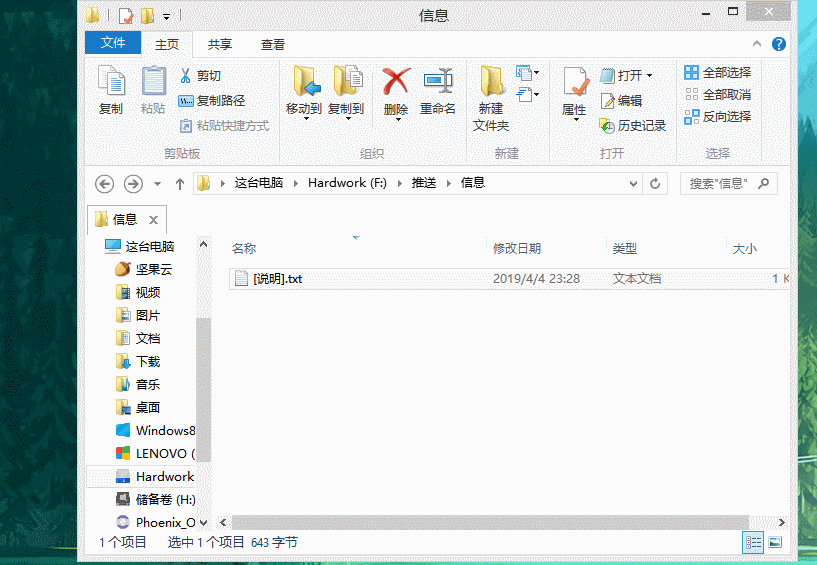 信息
文件 主页 共享 查看
复制 粘贴 剪切 复制路径 粘贴快捷方式
移动到 复制到 删除 重命名
新建文件夹
属性 打开 编辑 历史记录
全部选择 全部取消 反向选择
剪贴板 组织 新建 打开 选择
这台电脑 Hardwork (F:) 推送 信息
搜索"信息"
信息
名称 修改日期 类型 大小
[说明].txt 2019/4/4 23:28 文本文档 1 K
这台电脑
坚果云
视频
图片
文档
下载
音乐
桌面
Windows8
LENOVO (
Hardwork
储备卷 (H:)
Phoenix_O
1 个项目 选中 1 个项目 643 字节